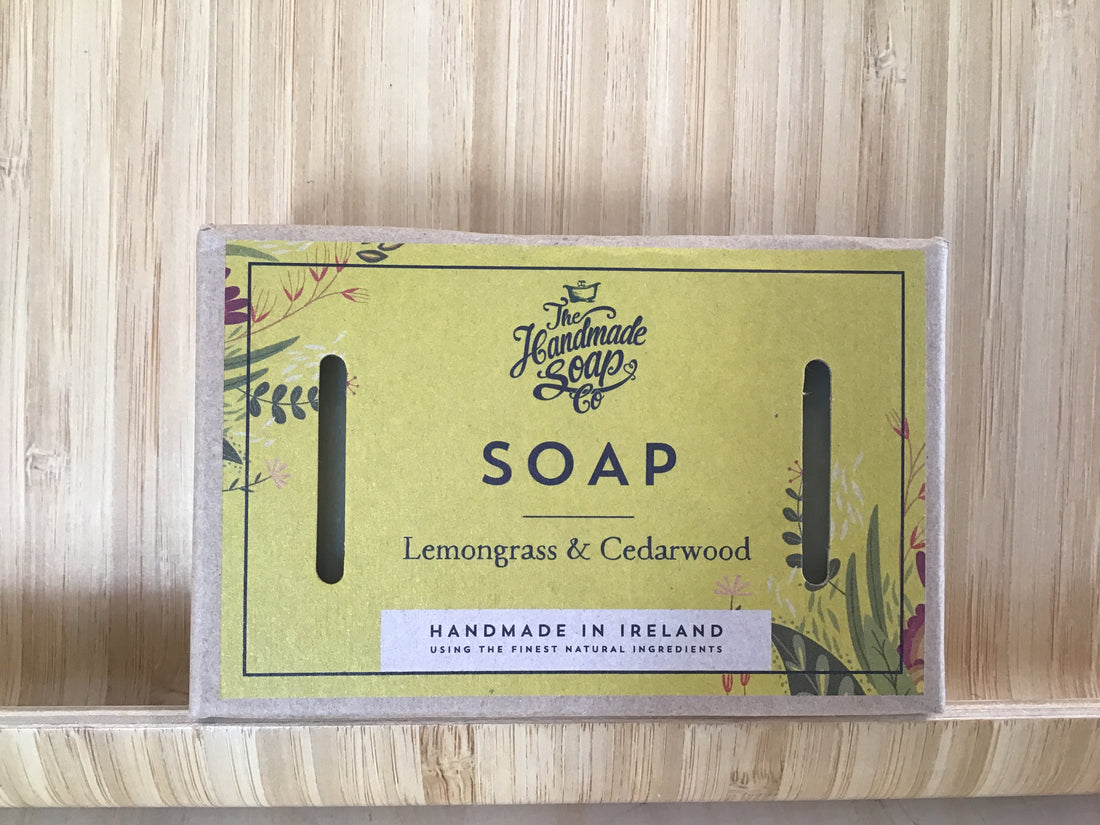 The
Handmade
Soap
Co
SOAP
Lemongrass & Cedarwood
HANDMADE IN IRELAND
USING THE FINEST NATURAL INGREDIENTS